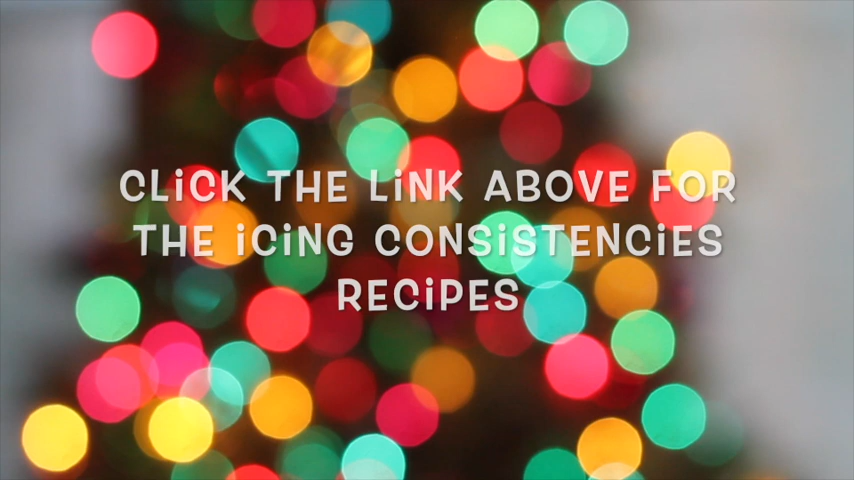 CLiCK THE LiNK ABOVE FOR
THE iCiNG CONSiSTENCiES
RECiPES